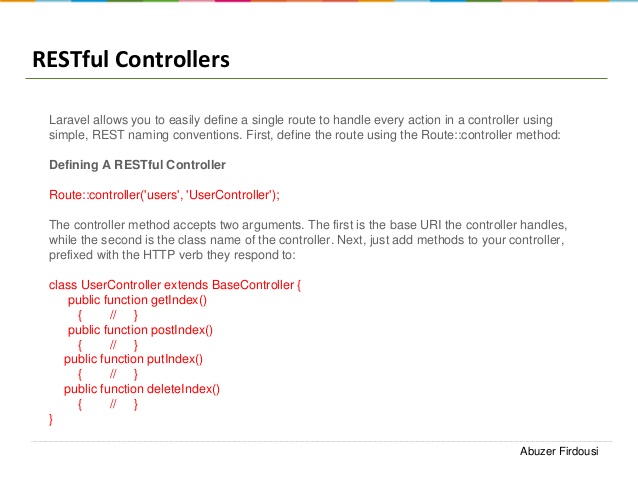 RESTful Controllers
Laravel allows you to easily define a single route to handle every action in a controller using
simple, REST naming conventions. First, define the route using the Route::controller method:
Defining A RESTful Controller
Route::controller('users', 'UserController');
The controller method accepts two arguments. The first is the base URI the controller handles,
while the second is the class name of the controller. Next, just add methods to your controller,
prefixed with the HTTP verb they respond to:
class UserController extends BaseController {
public function getIndex()
{ // }
public function postIndex()
{ // }
public function putIndex()
{ // }
public function deleteIndex()
{ // }
}
Abuzer Firdousi